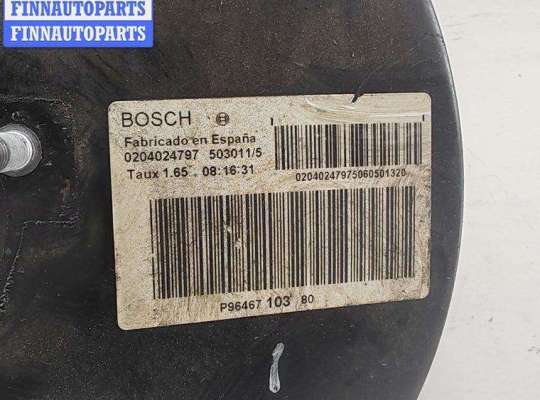 FINNAUTOPARTS
FINNAUTOPARTS
BOSCH
Fabricado en España
0204024797 503011/5
Taux 1.65 08:16:31
02040247975060501320
P96467 103 80